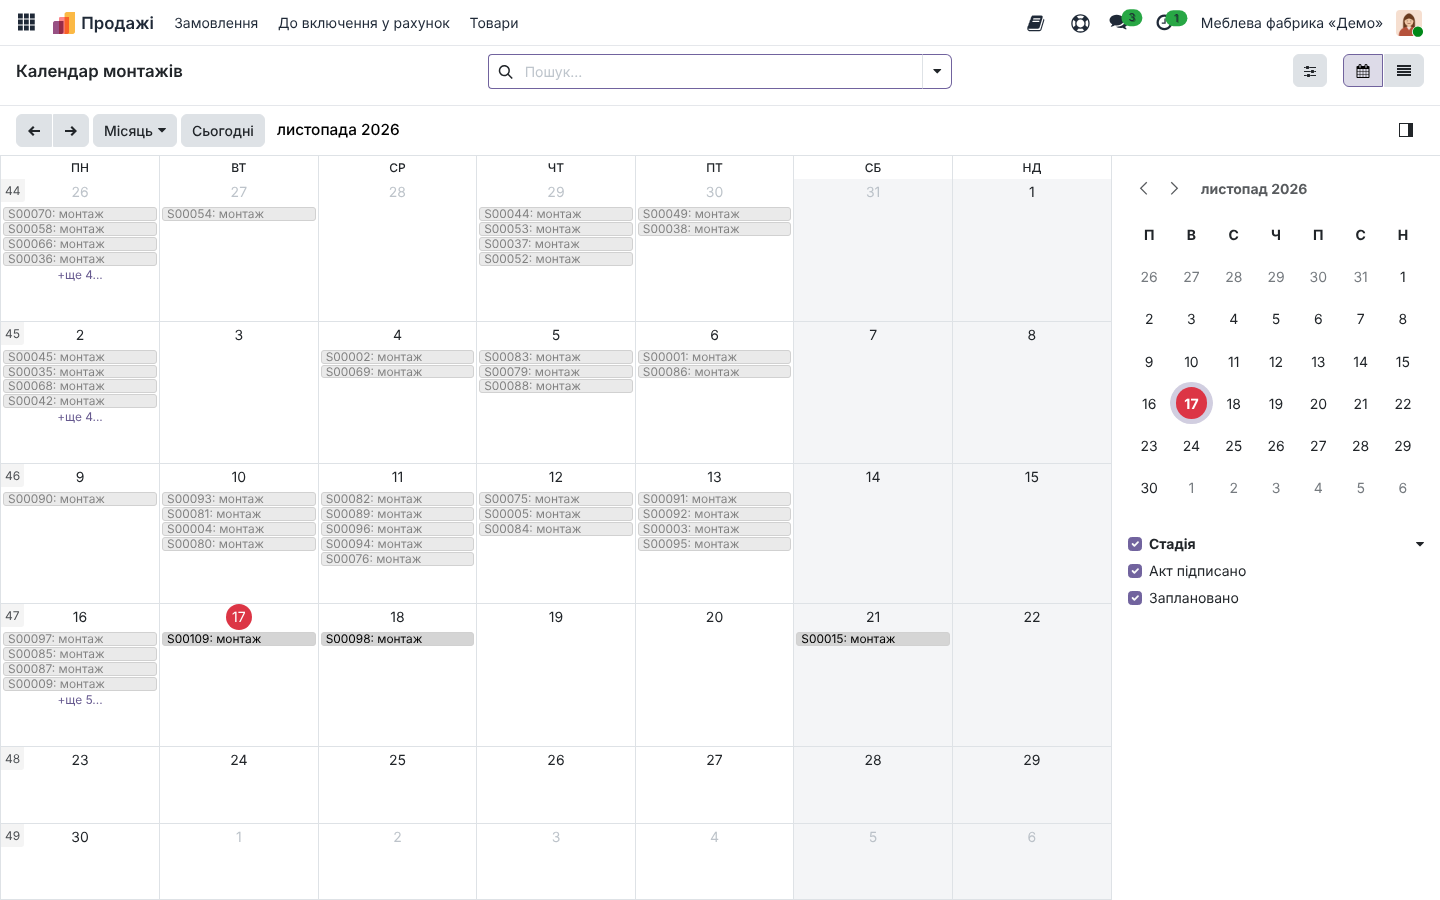 Продажі Замовлення До включення у рахунок Товари 3 1 Меблева фабрика «Демо»
Календар монтажів Пошук...
Місяць Сьогодні листопада 2026
ПН ВТ СР ЧТ ПТ СБ НД
44 26 27 28 29 30 31 1
S00070: монтаж S00054: монтаж S00044: монтаж S00049: монтаж
S00058: монтаж S00053: монтаж S00038: монтаж
S00066: монтаж S00037: монтаж
S00036: монтаж S00052: монтаж
+ще 4...
45 2 3 4 5 6 7 8
S00045: монтаж S00002: монтаж S00083: монтаж S00001: монтаж
S00035: монтаж S00069: монтаж S00079: монтаж S00086: монтаж
S00068: монтаж S00088: монтаж
S00042: монтаж
+ще 4...
46 9 10 11 12 13 14 15
S00090: монтаж S00093: монтаж S00082: монтаж S00075: монтаж S00091: монтаж
S00081: монтаж S00089: монтаж S00005: монтаж S00092: монтаж
S00004: монтаж S00096: монтаж S00084: монтаж S00003: монтаж
S00080: монтаж S00094: монтаж S00095: монтаж
S00076: монтаж
47 16 17 18 19 20 21 22
S00097: монтаж S00109: монтаж S00098: монтаж S00015: монтаж
S00085: монтаж
S00087: монтаж
S00009: монтаж
+ще 5...
48 23 24 25 26 27 28 29
49 30 1 2 3 4 5 6
листопад 2026
П В С Ч П С Н
26 27 28 29 30 31 1
2 3 4 5 6 7 8
9 10 11 12 13 14 15
16 17 18 19 20 21 22
23 24 25 26 27 28 29
30 1 2 3 4 5 6
Стадія
Акт підписано
Заплановано